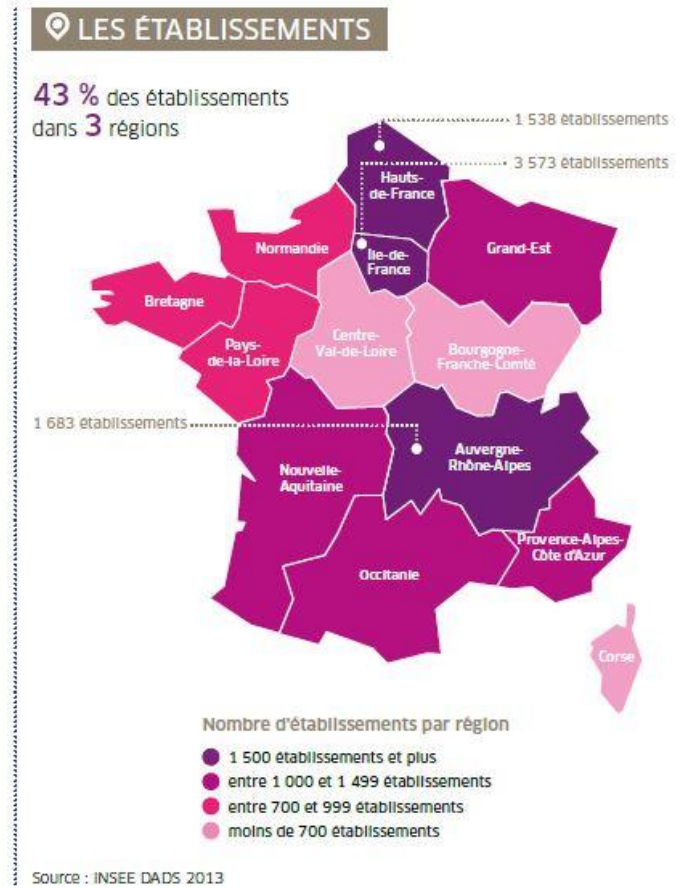 LES ÉTABLISSEMENTS
43 % des établissements
dans 3 régions
1 538 établissements
3 573 établissements
Hauts-
de-France
Normandie
Île-de-
France
Grand-Est
Bretagne
Pays-
de-la-Loire
Centre-
Val-de-Loire
Bourgogne-
Franche-Comté
1 683 établissements
Auvergne-
Rhône-Alpes
Nouvelle-
Aquitaine
Provence-Alpes-
Côte d'Azur
Occitanie
Corse
Nombre d'établissements par région
1 500 établissements et plus
entre 1 000 et 1 499 établissements
entre 700 et 999 établissements
moins de 700 établissements
Source : INSEE DADS 2013